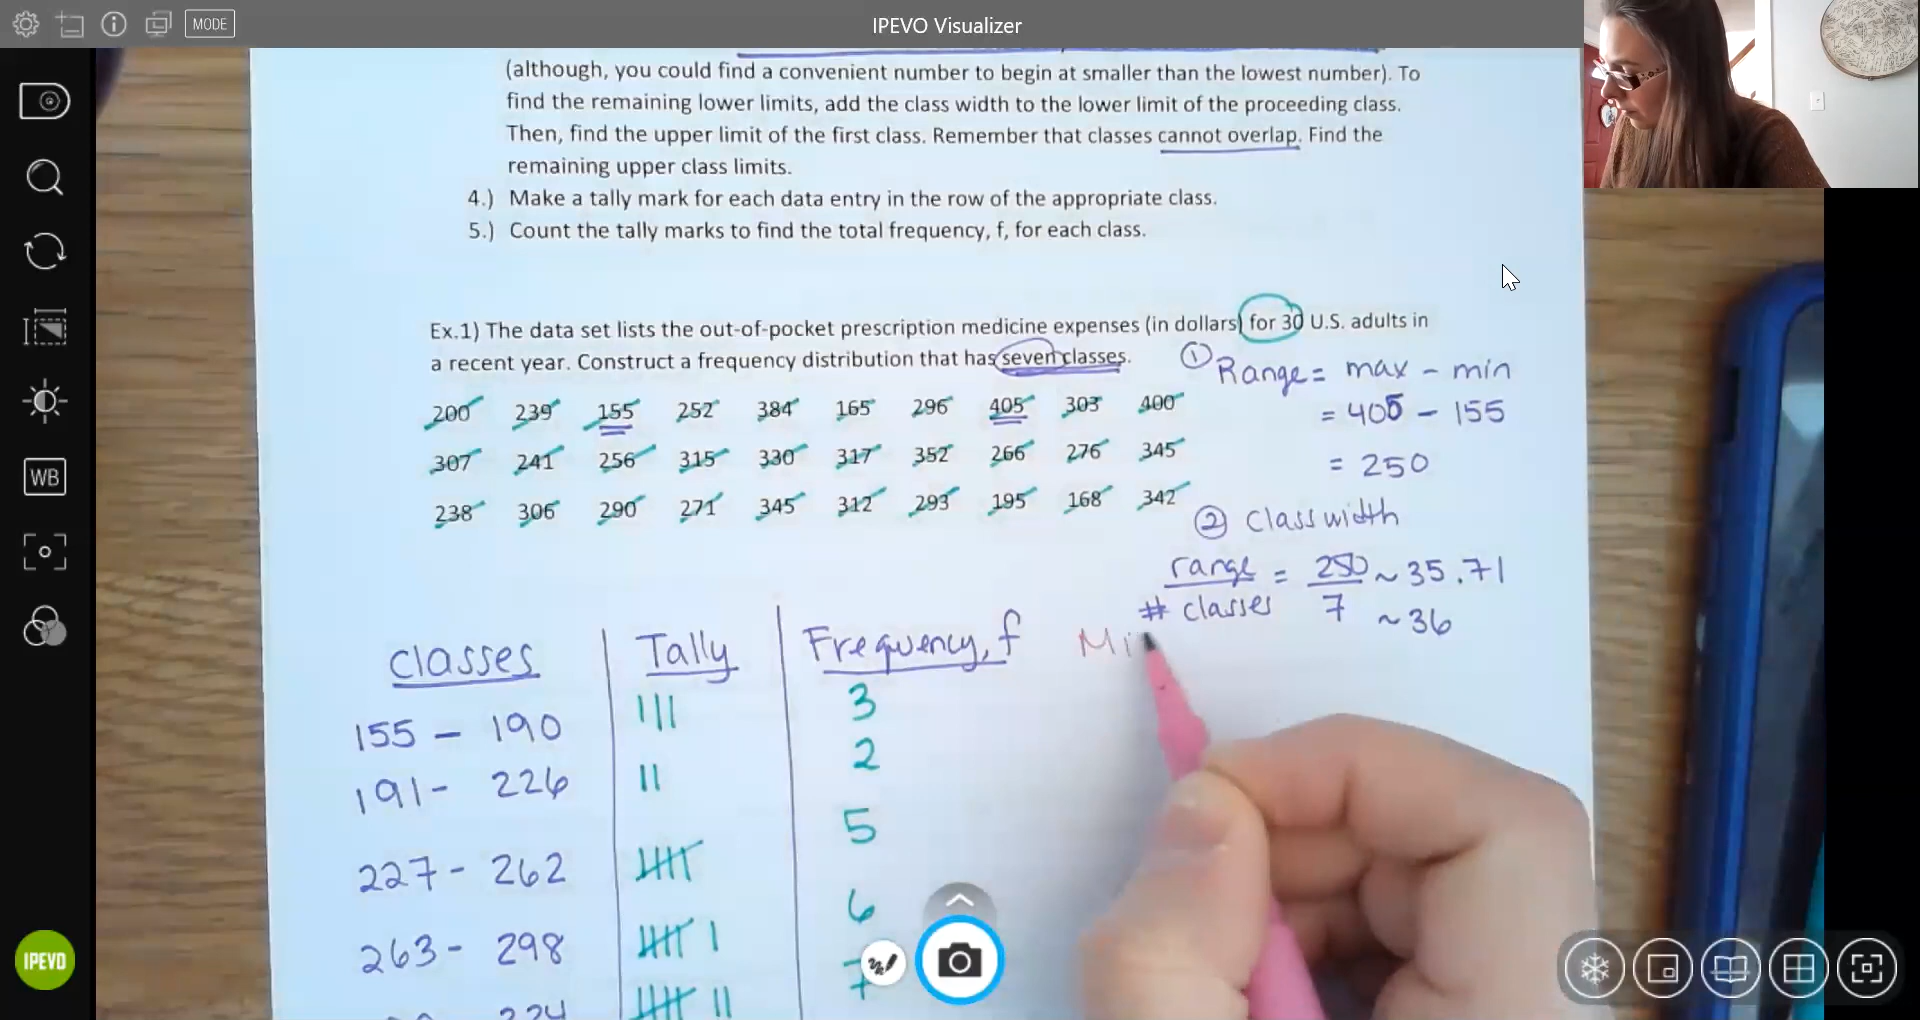 MODE
IPEVO Visualizer
(although, you could find a convenient number to begin at smaller than the lowest number). To
find the remaining lower limits, add the class width to the lower limit of the proceeding class.
Then, find the upper limit of the first class. Remember that classes cannot overlap. Find the
remaining upper class limits.
4.) Make a tally mark for each data entry in the row of the appropriate class.
5.) Count the tally marks to find the total frequency, f, for each class.
Ex.1) The data set lists the out-of-pocket prescription medicine expenses (in dollars) for 30 U.S. adults in
a recent year. Construct a frequency distribution that has seven classes.
200 239 155 252 384 165 296 405 303 400
307 241 256 315 330 317 352 266 276 345
238 306 290 271 345 312 293 195 168 342
① Range = max - min
= 405 - 155
= 250
② Class width
range / # classes = 250 / 7 ~ 35.71
~ 36
Classes Tally Frequency, f Mi
155 - 190 ||| 3
191 - 226 || 2
227 - 262 5
263 - 298 | 6
|| 7
WB
IPEVO